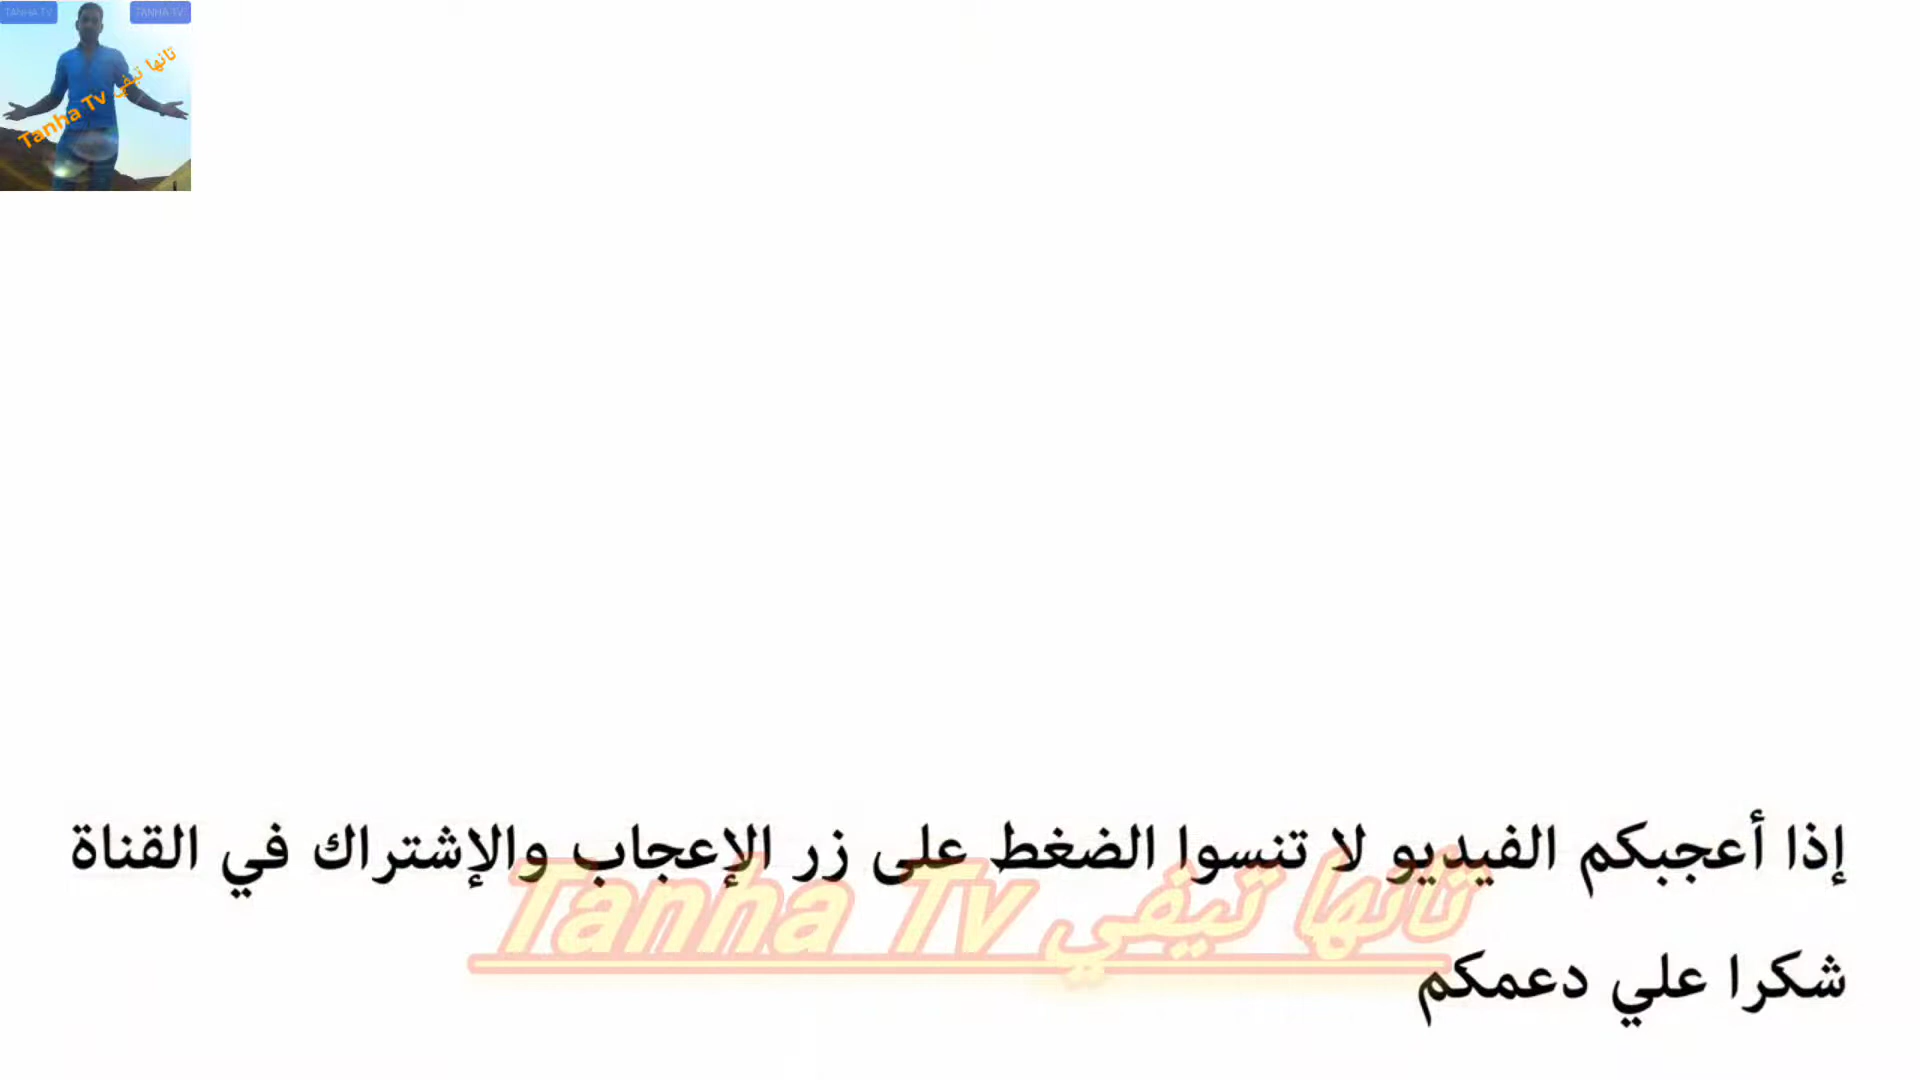 TANHA TV
TANHA TV
Tanha Tv تانها تيفي
إذا أعجبكم الفيديو لا تنسوا الضغط على زر الإعجاب والإشتراك في القناة
Tanha Tv تانها تيفي
شكرا علي دعمكم